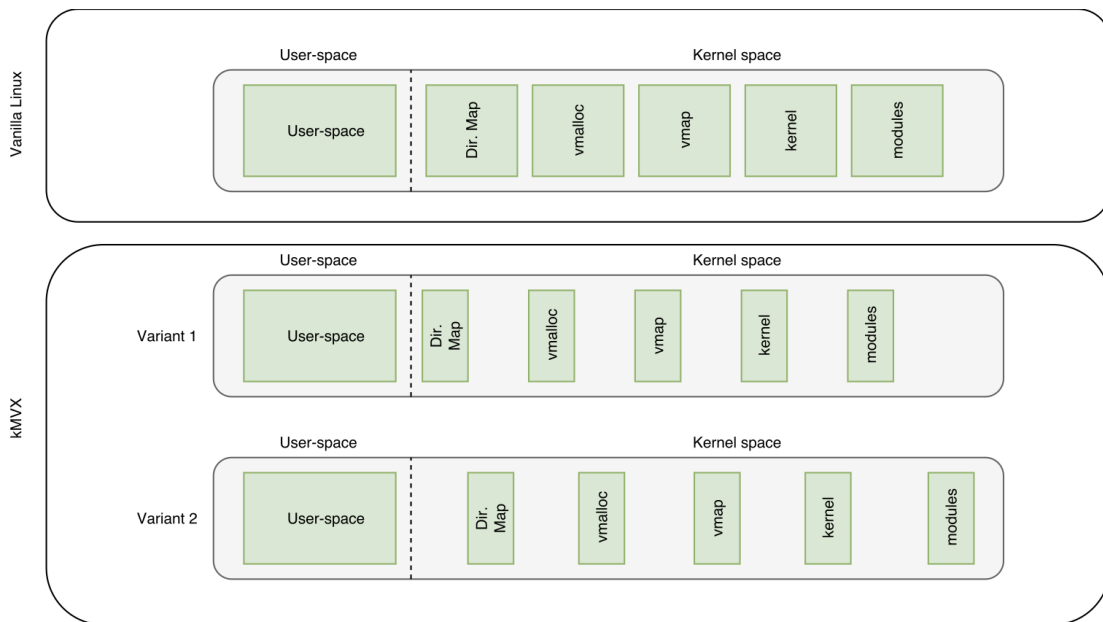 User-space
Kernel space
Vanilla Linux
User-space
Dir. Map
vmalloc
vmap
kernel
modules
kMVX
User-space
Kernel space
Variant 1
User-space
Dir.
Map
vmalloc
vmap
kernel
modules
User-space
Kernel space
Variant 2
User-space
Dir.
Map
vmalloc
vmap
kernel
modules